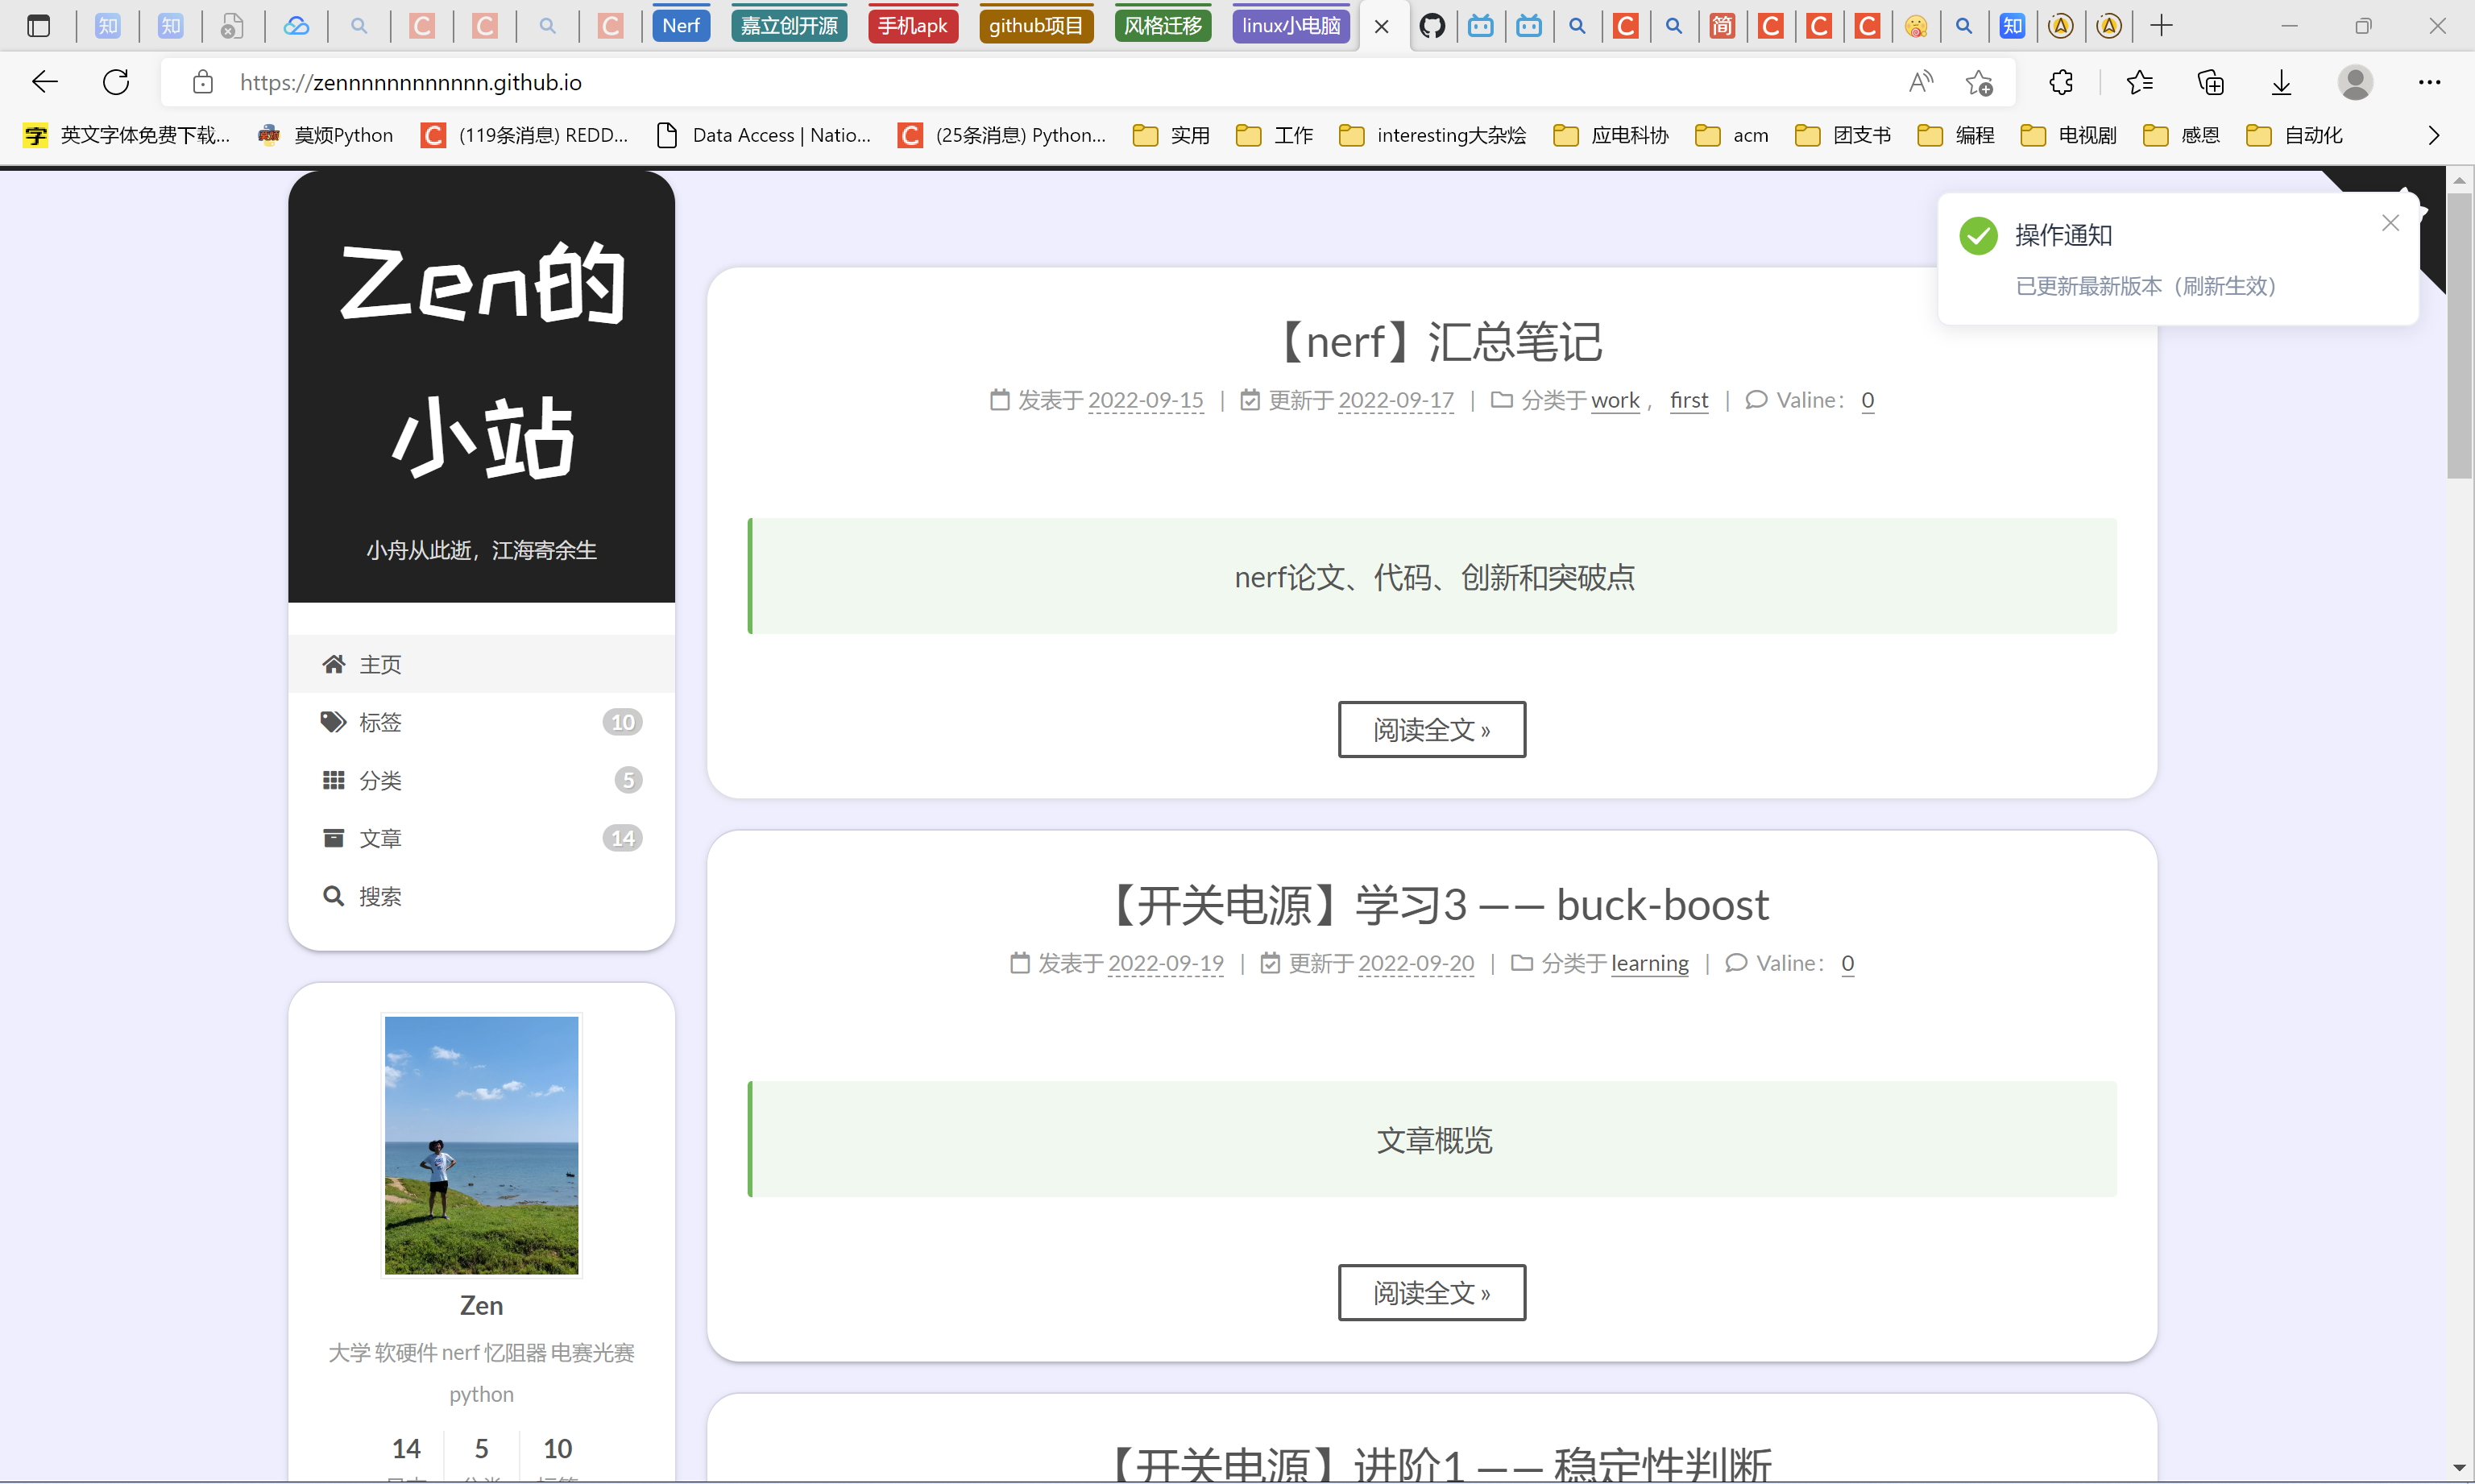 Nerf
嘉立创开源
手机apk
github项目
风格迁移
linux小电脑
https://zennnnnnnnnnnn.github.io
英文字体免费下载...
莫烦Python
(119条消息) REDD...
Data Access | Natio...
(25条消息) Python...
实用
工作
interesting大杂烩
应电科协
acm
团支书
编程
电视剧
感恩
自动化
操作通知
已更新最新版本（刷新生效）
Zen的
小站
小舟从此逝，江海寄余生
主页
标签 10
分类 5
文章 14
搜索
Zen
大学 软硬件 nerf 忆阻器 电赛光赛
python
14 5 10
【nerf】汇总笔记
发表于 2022-09-15 | 更新于 2022-09-17 | 分类于 work， first | Valine： 0
nerf论文、代码、创新和突破点
阅读全文 »
【开关电源】学习3 —— buck-boost
发表于 2022-09-19 | 更新于 2022-09-20 | 分类于 learning | Valine： 0
文章概览
阅读全文 »
【开关电源】进阶1 —— 稳定性判断